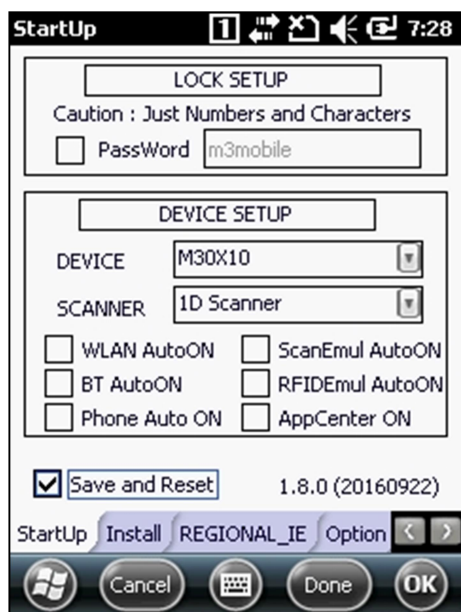 StartUp 1 7:28
LOCK SETUP
Caution : Just Numbers and Characters
PassWord m3mobile
DEVICE SETUP
DEVICE M30X10
SCANNER 1D Scanner
WLAN AutoON ScanEmul AutoON
BT AutoON RFIDEmul AutoON
Phone Auto ON AppCenter ON
Save and Reset 1.8.0 (20160922)
StartUp Install REGIONAL_IE Option
Cancel Done OK